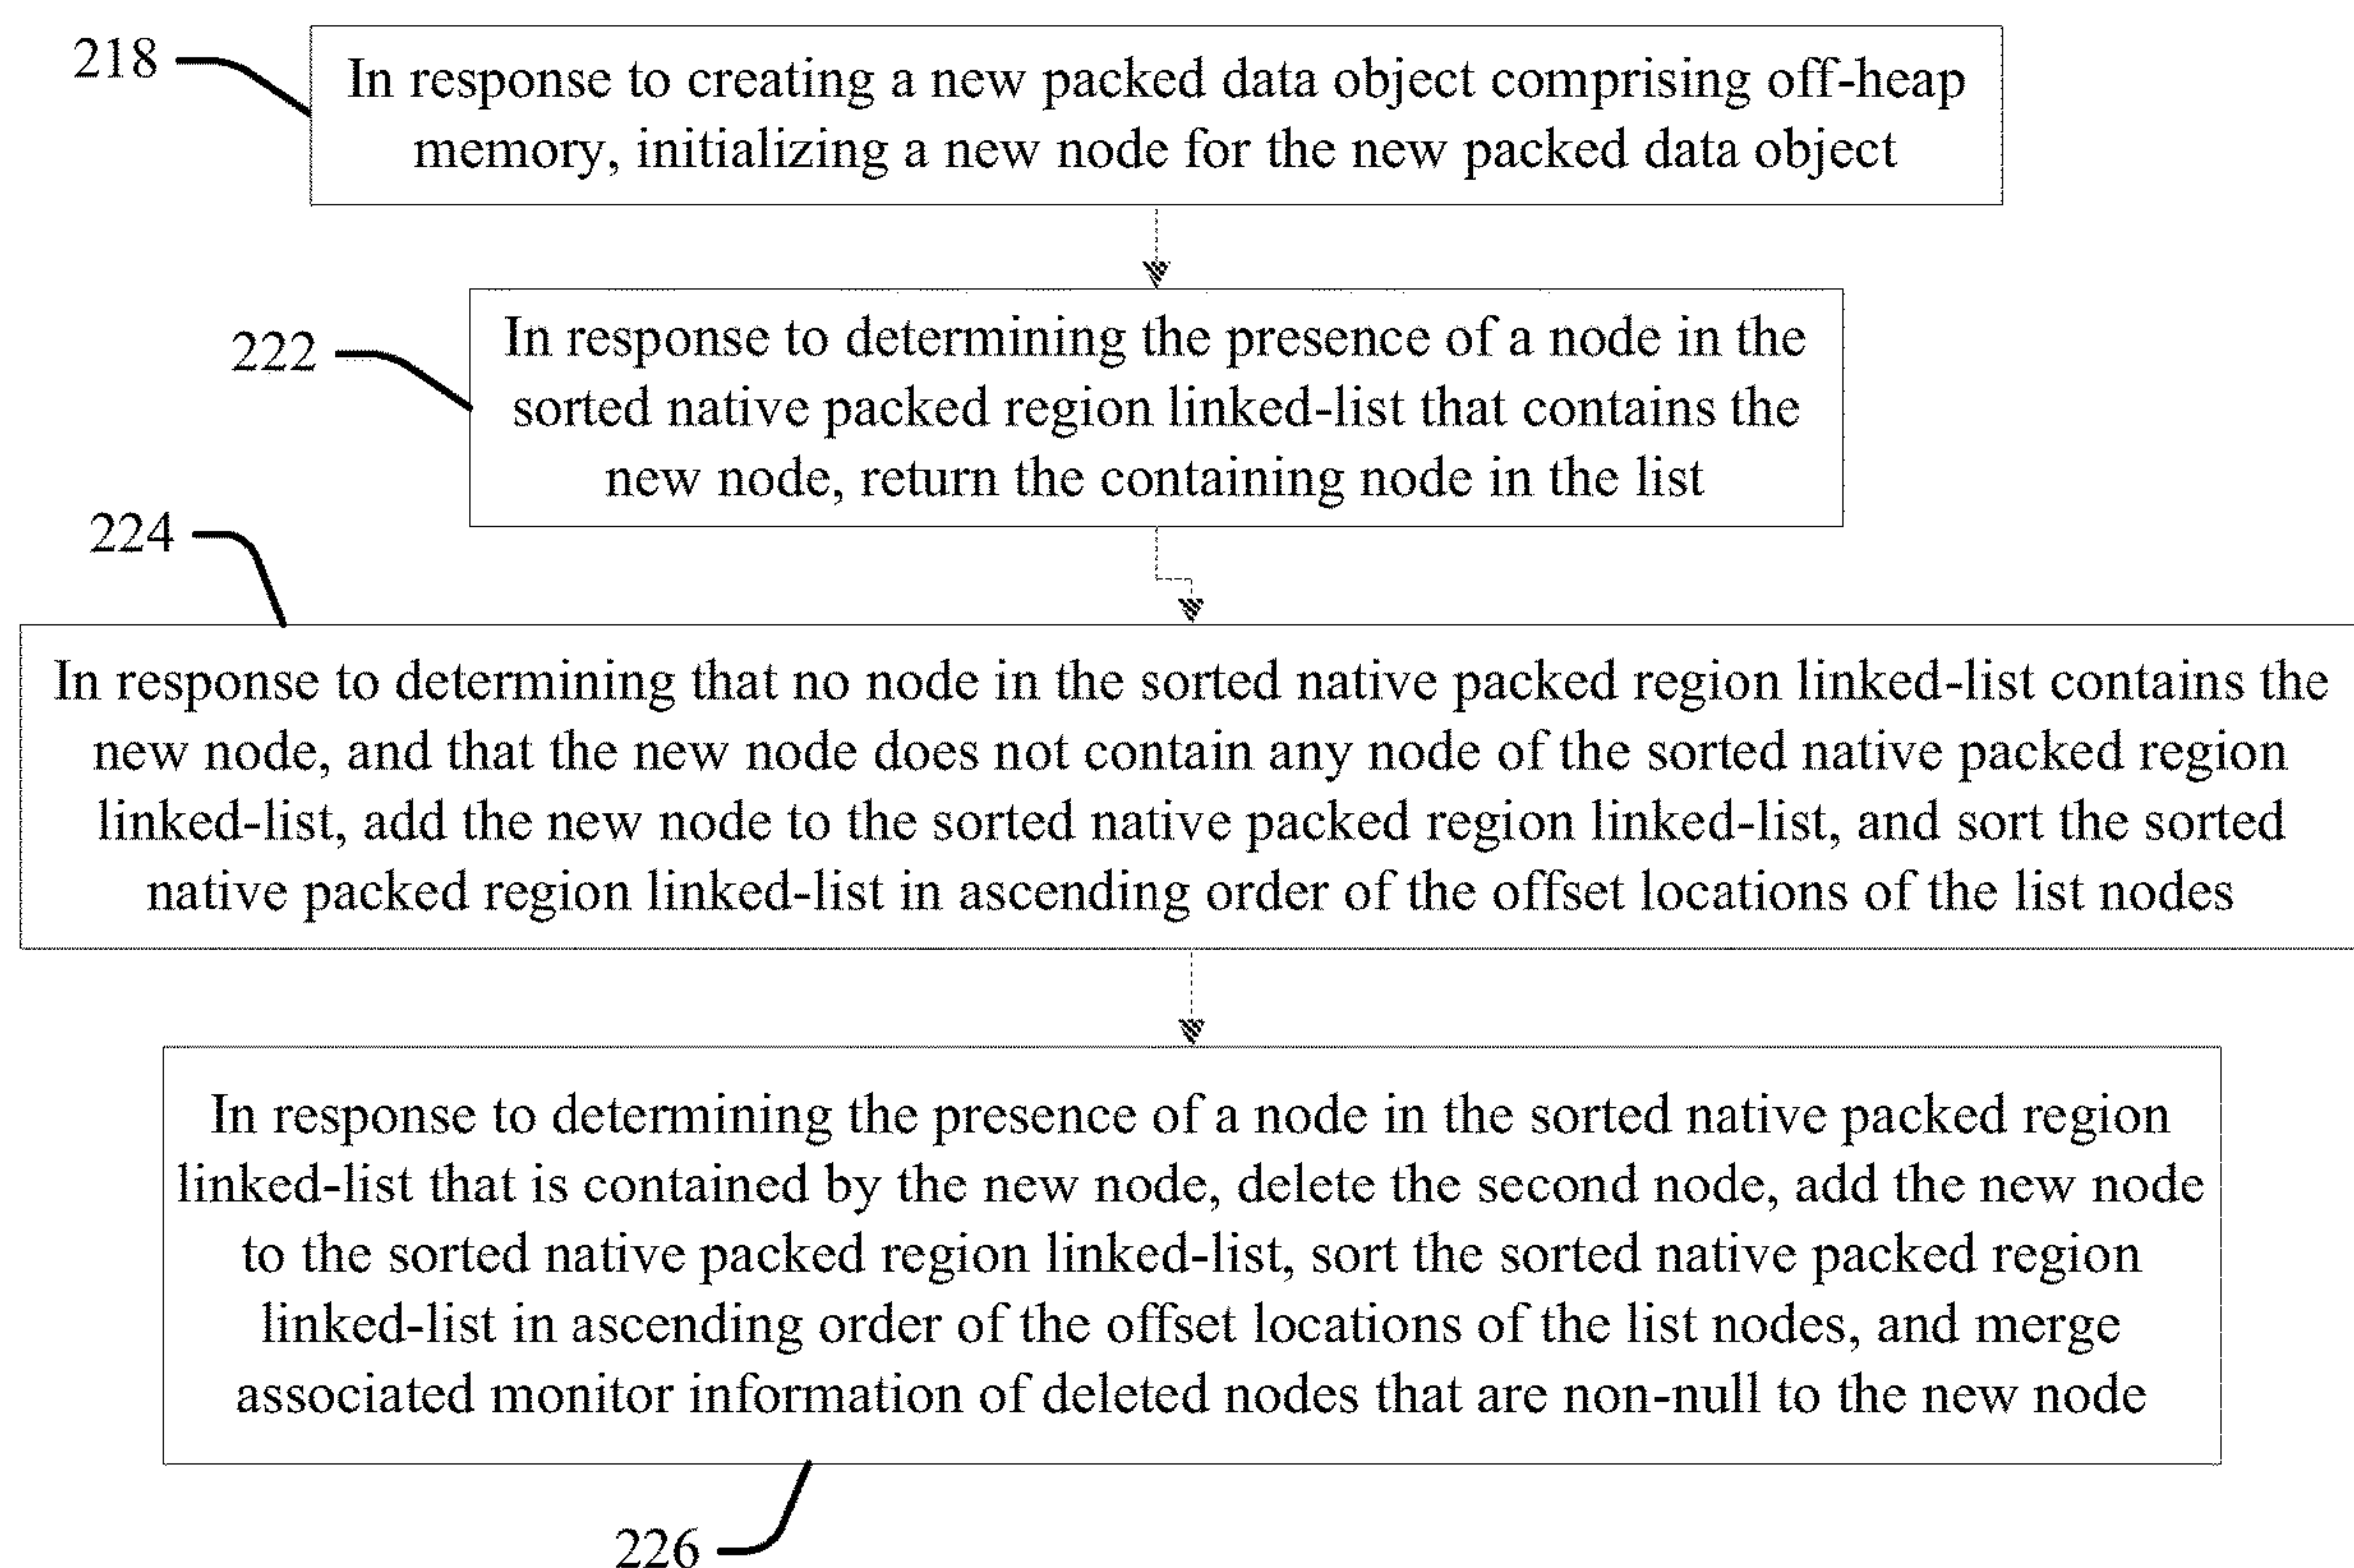 218
In response to creating a new packed data object comprising off-heap
memory, initializing a new node for the new packed data object
222
In response to determining the presence of a node in the
sorted native packed region linked-list that contains the
new node, return the containing node in the list
224
In response to determining that no node in the sorted native packed region linked-list contains the
new node, and that the new node does not contain any node of the sorted native packed region
linked-list, add the new node to the sorted native packed region linked-list, and sort the sorted
native packed region linked-list in ascending order of the offset locations of the list nodes
In response to determining the presence of a node in the sorted native packed region
linked-list that is contained by the new node, delete the second node, add the new node
to the sorted native packed region linked-list, sort the sorted native packed region
linked-list in ascending order of the offset locations of the list nodes, and merge
associated monitor information of deleted nodes that are non-null to the new node
226